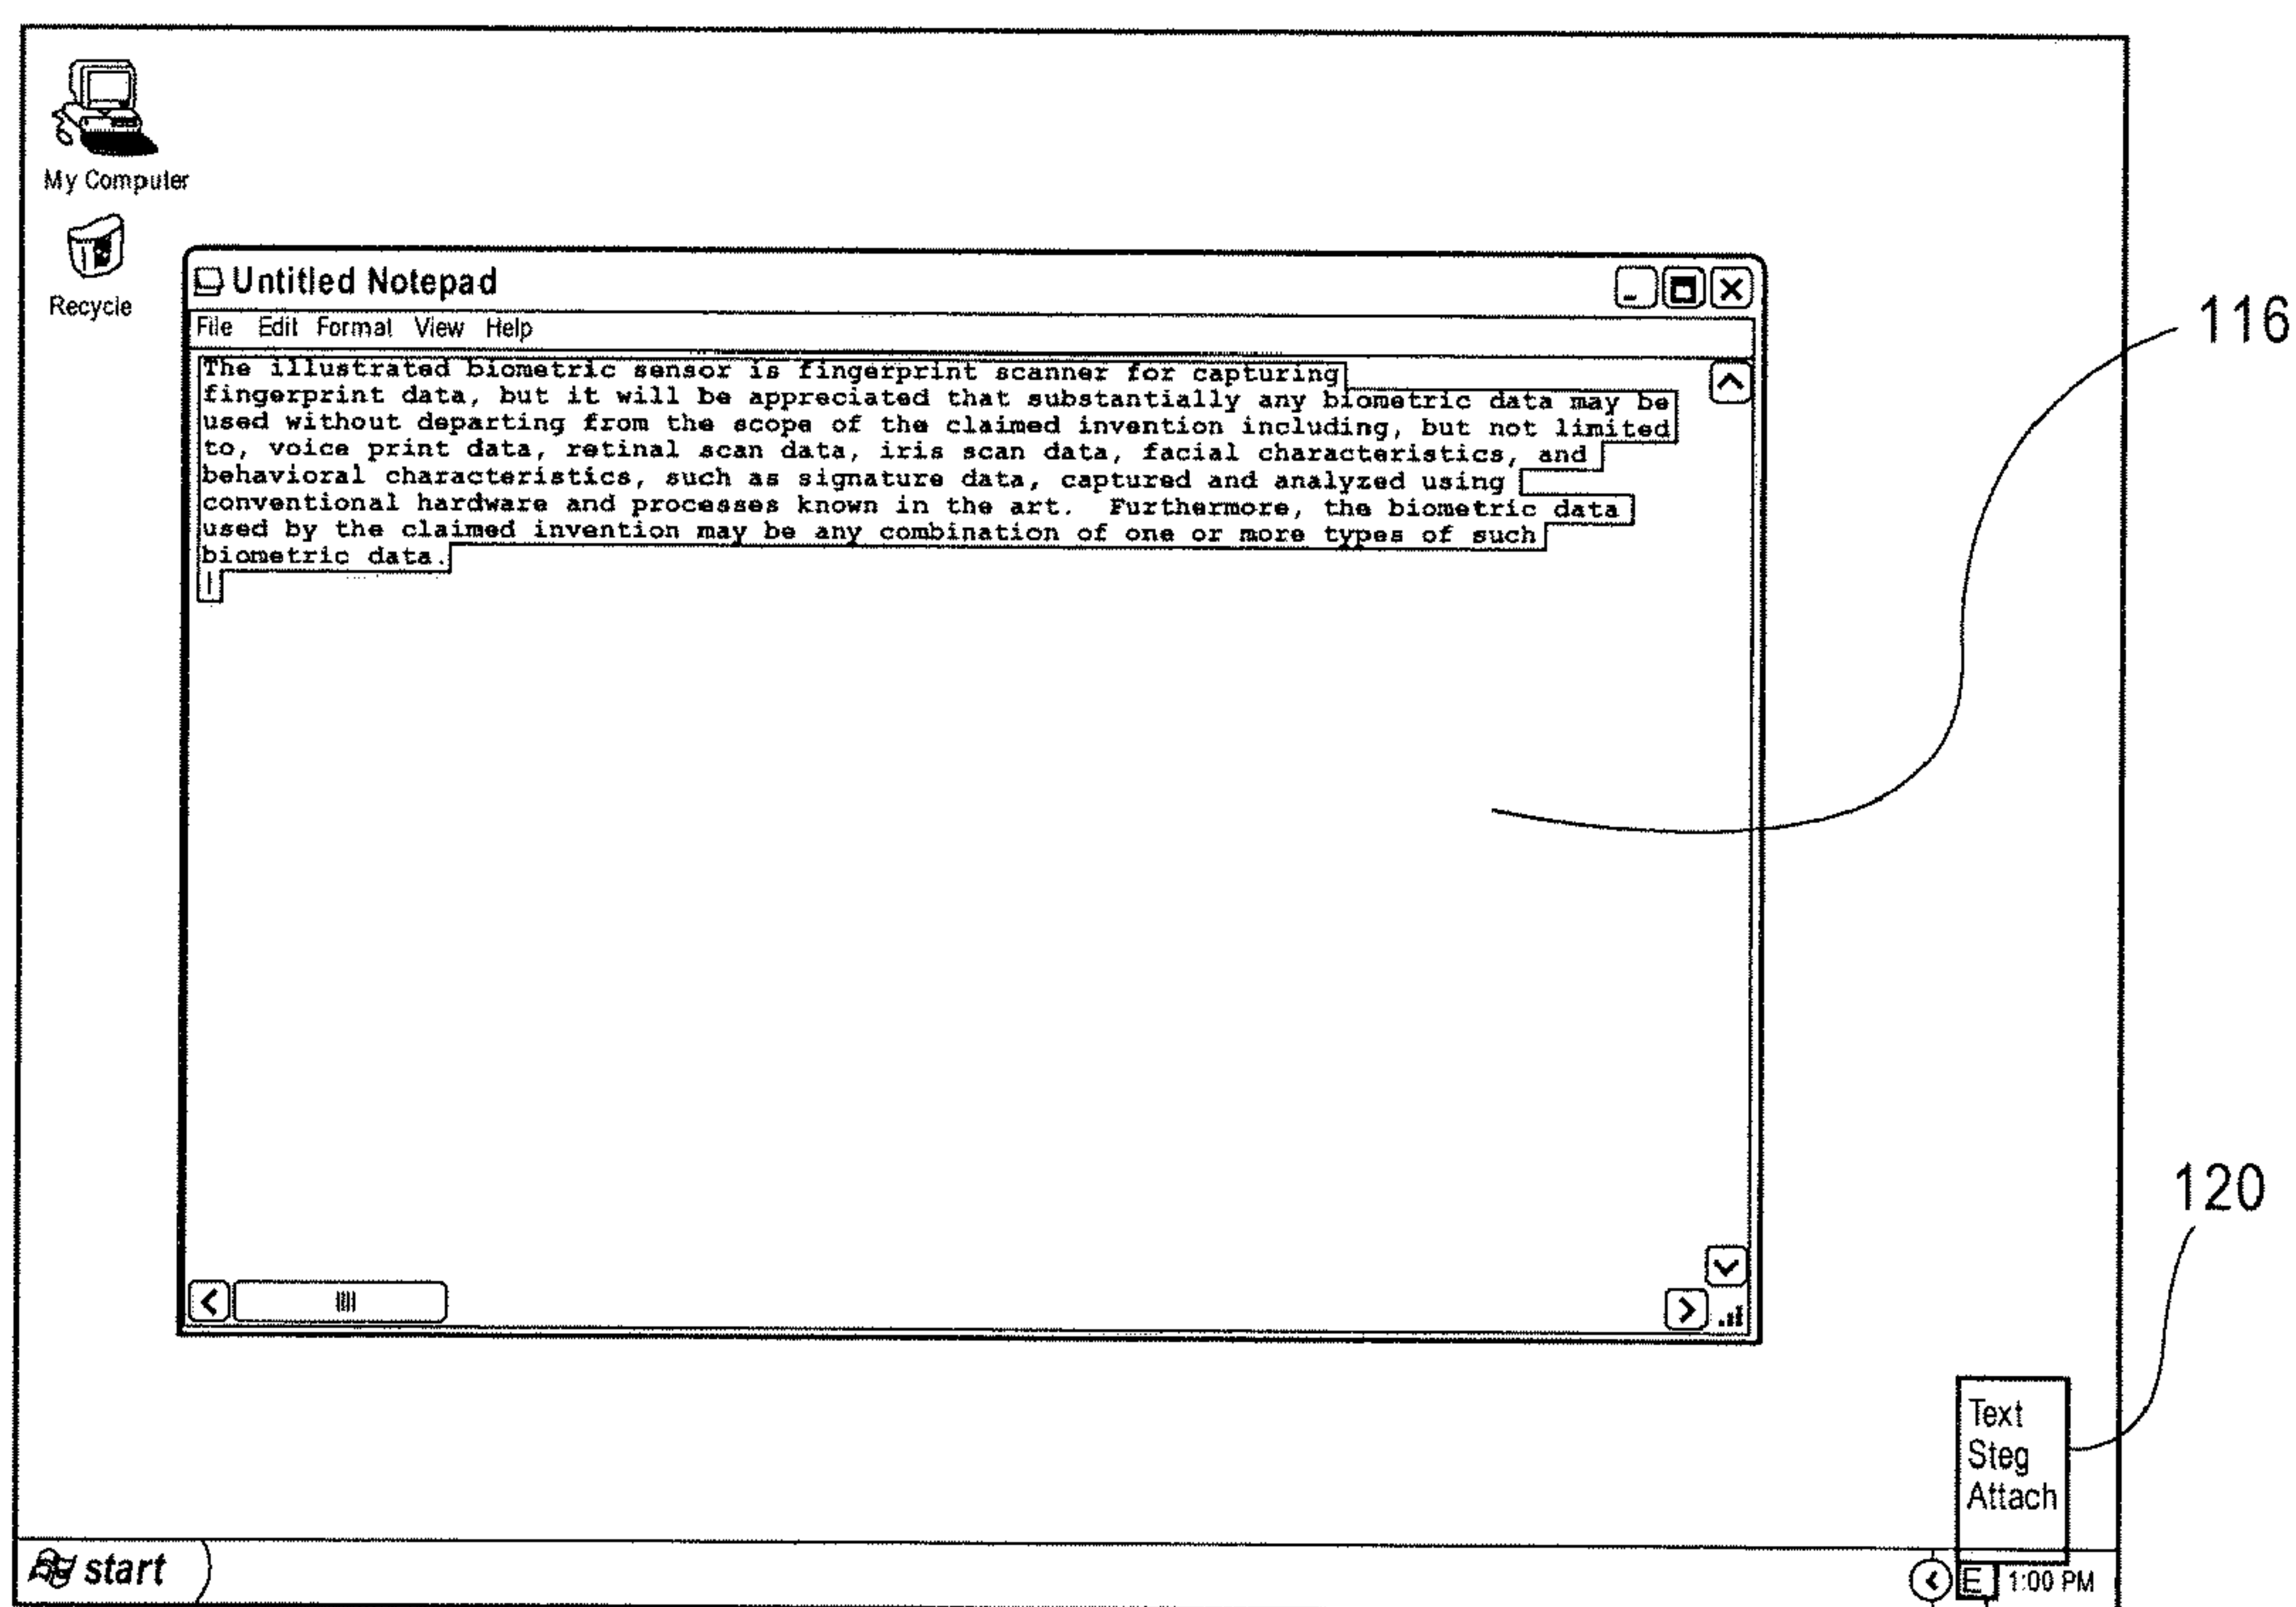 My Computer
Recycle
Untitled Notepad
File Edit Format View Help
The illustrated biometric sensor is fingerprint scanner for capturing
fingerprint data, but it will be appreciated that substantially any biometric data may be
used without departing from the scope of the claimed invention including, but not limited
to, voice print data, retinal scan data, iris scan data, facial characteristics, and
behavioral characteristics, such as signature data, captured and analyzed using
conventional hardware and processes known in the art. Furthermore, the biometric data
used by the claimed invention may be any combination of one or more types of such
biometric data.
116
120
Text
Steg
Attach
start
E 1:00 PM